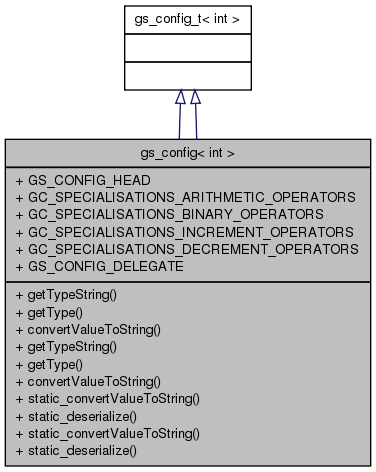 gs_config_t< int >
gs_config< int >
+ GS_CONFIG_HEAD
+ GC_SPECIALISATIONS_ARITHMETIC_OPERATORS
+ GC_SPECIALISATIONS_BINARY_OPERATORS
+ GC_SPECIALISATIONS_INCREMENT_OPERATORS
+ GC_SPECIALISATIONS_DECREMENT_OPERATORS
+ GS_CONFIG_DELEGATE
+ getTypeString()
+ getType()
+ convertValueToString()
+ getTypeString()
+ getType()
+ convertValueToString()
+ static_convertValueToString()
+ static_deserialize()
+ static_convertValueToString()
+ static_deserialize()